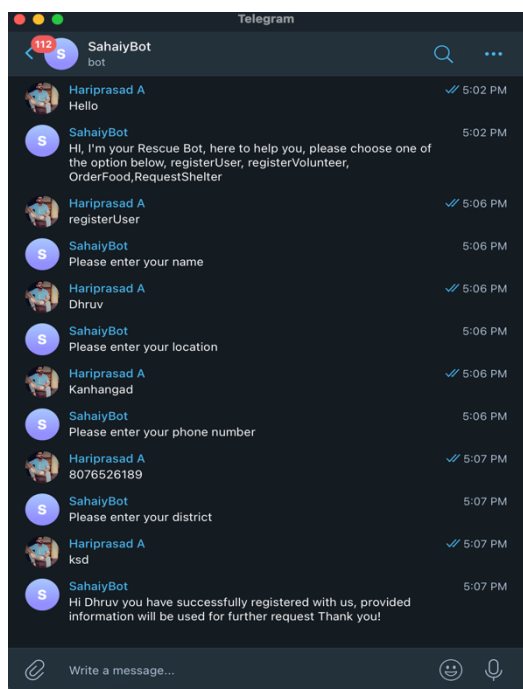 Telegram
112
S
SahaiyBot
bot
Hariprasad A
5:02 PM
Hello
S
SahaiyBot
5:02 PM
HI, I'm your Rescue Bot, here to help you, please choose one of
the option below, registerUser, registerVolunteer,
OrderFood,RequestShelter
Hariprasad A
5:06 PM
registerUser
S
SahaiyBot
5:06 PM
Please enter your name
Hariprasad A
5:06 PM
Dhruv
S
SahaiyBot
5:06 PM
Please enter your location
Hariprasad A
5:06 PM
Kanhangad
S
SahaiyBot
5:06 PM
Please enter your phone number
Hariprasad A
5:07 PM
8076526189
S
SahaiyBot
5:07 PM
Please enter your district
Hariprasad A
5:07 PM
ksd
S
SahaiyBot
5:07 PM
Hi Dhruv you have successfully registered with us, provided
information will be used for further request Thank you!
Write a message...